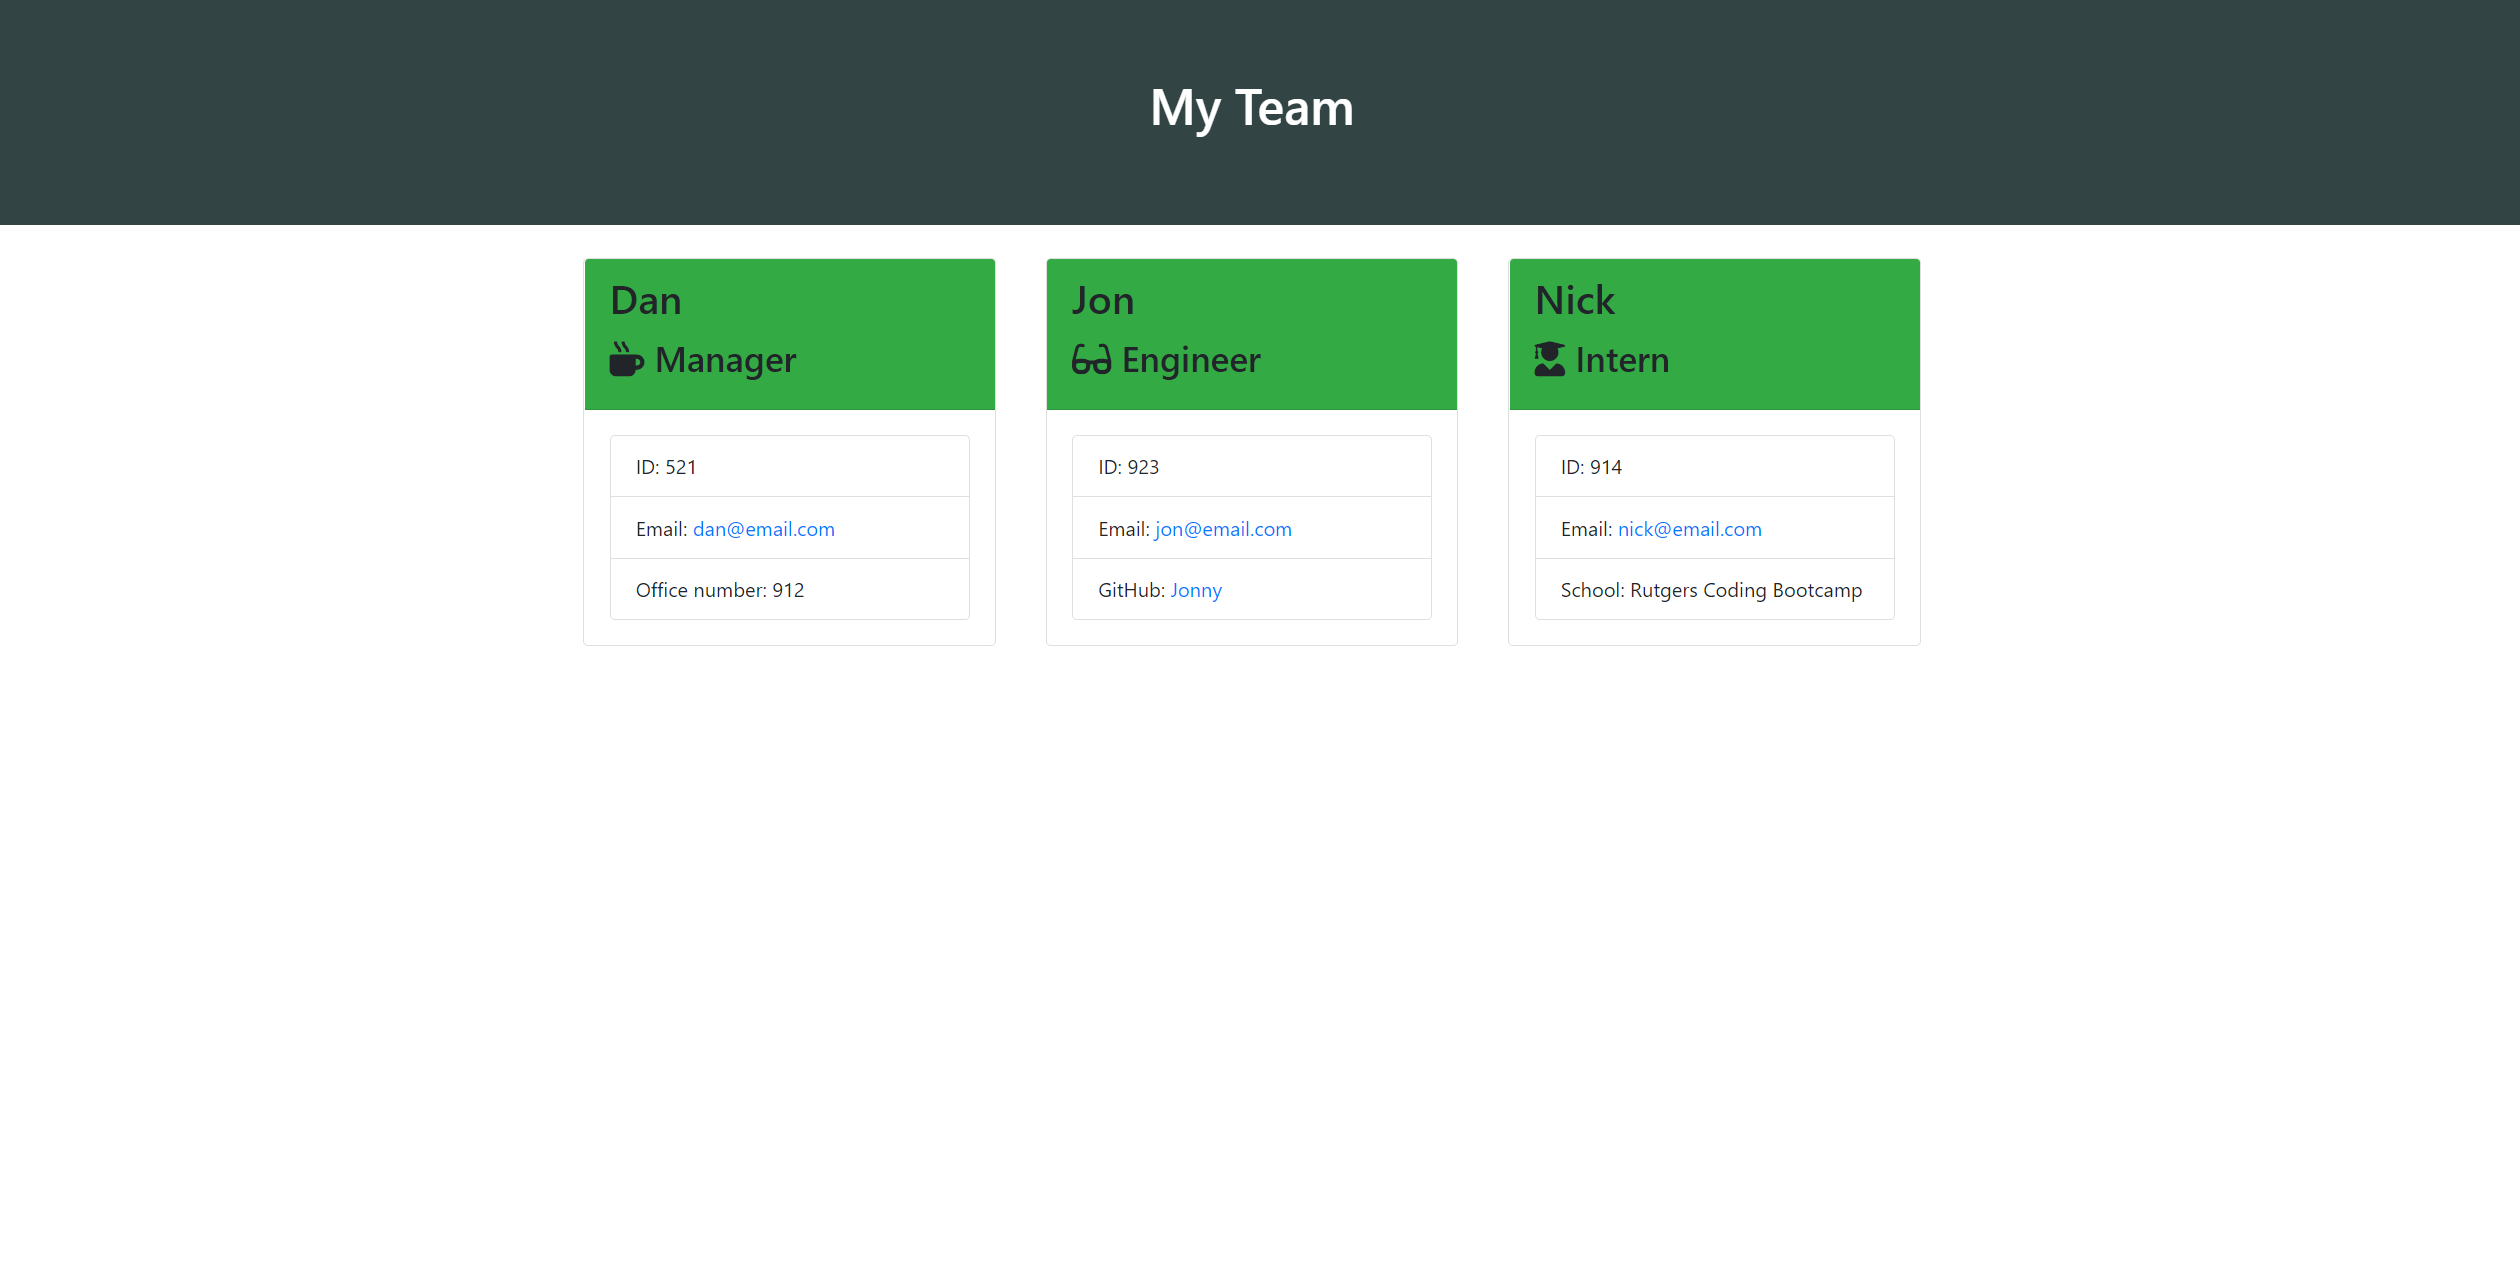 My Team
Dan
Manager
ID: 521
Email: dan@email.com
Office number: 912
Jon
Engineer
ID: 923
Email: jon@email.com
GitHub: Jonny
Nick
Intern
ID: 914
Email: nick@email.com
School: Rutgers Coding Bootcamp